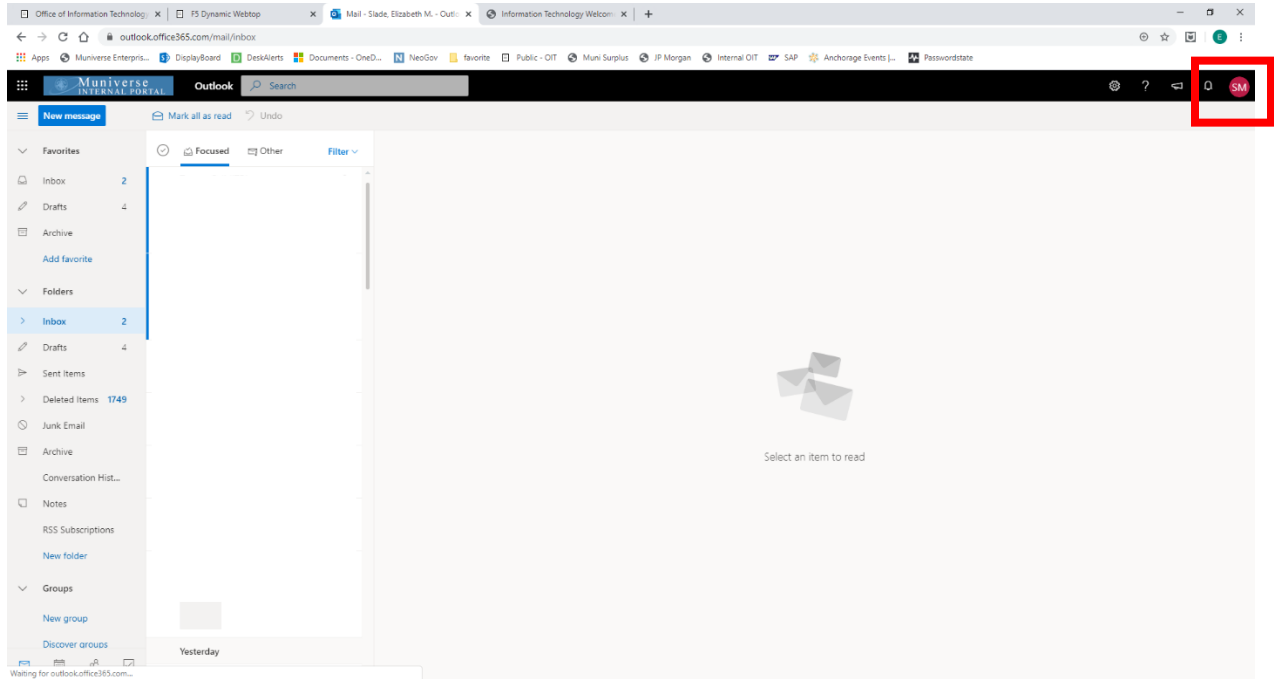 Office of Information Technolog
F5 Dynamic Webtop
Mail - Slade, Elizabeth M. - Outlo
Information Technology Welcom
outlook.office365.com/mail/inbox
E
Apps
Muniverse Enterpris...
DisplayBoard
DeskAlerts
Documents - OneD...
NeoGov
favorite
Public - OIT
Muni Surplus
JP Morgan
Internal OIT
SAP
Anchorage Events |...
Passwordstate
Muniverse
INTERNAL PORTAL
Outlook
Search
?
SM
New message
Mark all as read
Undo
Favorites
Focused
Other
Filter
Inbox 2
Drafts 4
Archive
Add favorite
Folders
Inbox 2
Drafts 4
Sent Items
Deleted Items 1749
Junk Email
Archive
Conversation Hist...
Notes
RSS Subscriptions
New folder
Groups
New group
Discover groups
Yesterday
Select an item to read
Waiting for outlook.office365.com...